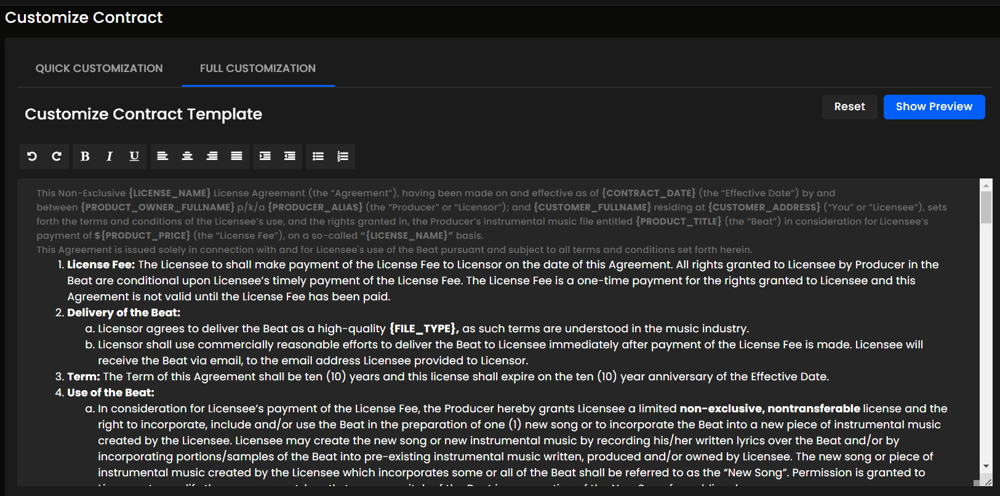 Customize Contract
QUICK CUSTOMIZATION FULL CUSTOMIZATION
Reset Show Preview
Customize Contract Template
B I U
This Non-Exclusive {LICENSE_NAME} License Agreement (the “Agreement”), having been made on and effective as of {CONTRACT_DATE} (the “Effective Date”) by and
between {PRODUCT_OWNER_FULLNAME} p/k/a {PRODUCER_ALIAS} (the “Producer” or “Licensor”); and {CUSTOMER_FULLNAME} residing at {CUSTOMER_ADDRESS} (“You” or “Licensee”), sets
forth the terms and conditions of the Licensee’s use, and the rights granted in, the Producer’s instrumental music file entitled {PRODUCT_TITLE} (the “Beat”) in consideration for Licensee’s
payment of ${PRODUCT_PRICE} (the “License Fee”), on a so-called “{LICENSE_NAME}” basis.
This Agreement is issued solely in connection with and for Licensee's use of the Beat pursuant and subject to all terms and conditions set forth herein.
1. License Fee: The Licensee to shall make payment of the License Fee to Licensor on the date of this Agreement. All rights granted to Licensee by Producer in the
Beat are conditional upon Licensee’s timely payment of the License Fee. The License Fee is a one-time payment for the rights granted to Licensee and this
Agreement is not valid until the License Fee has been paid.
2. Delivery of the Beat:
a. Licensor agrees to deliver the Beat as a high-quality {FILE_TYPE}, as such terms are understood in the music industry.
b. Licensor shall use commercially reasonable efforts to deliver the Beat to Licensee immediately after payment of the License Fee is made. Licensee will
receive the Beat via email, to the email address Licensee provided to Licensor.
3. Term: The Term of this Agreement shall be ten (10) years and this license shall expire on the ten (10) year anniversary of the Effective Date.
4. Use of the Beat:
a. In consideration for Licensee’s payment of the License Fee, the Producer hereby grants Licensee a limited non-exclusive, nontransferable license and the
right to incorporate, include and/or use the Beat in the preparation of one (1) new song or to incorporate the Beat into a new piece of instrumental music
created by the Licensee. Licensee may create the new song or new instrumental music by recording his/her written lyrics over the Beat and/or by
incorporating portions/samples of the Beat into pre-existing instrumental music written, produced and/or owned by Licensee. The new song or piece of
instrumental music created by the Licensee which incorporates some or all of the Beat shall be referred to as the “New Song”. Permission is granted to